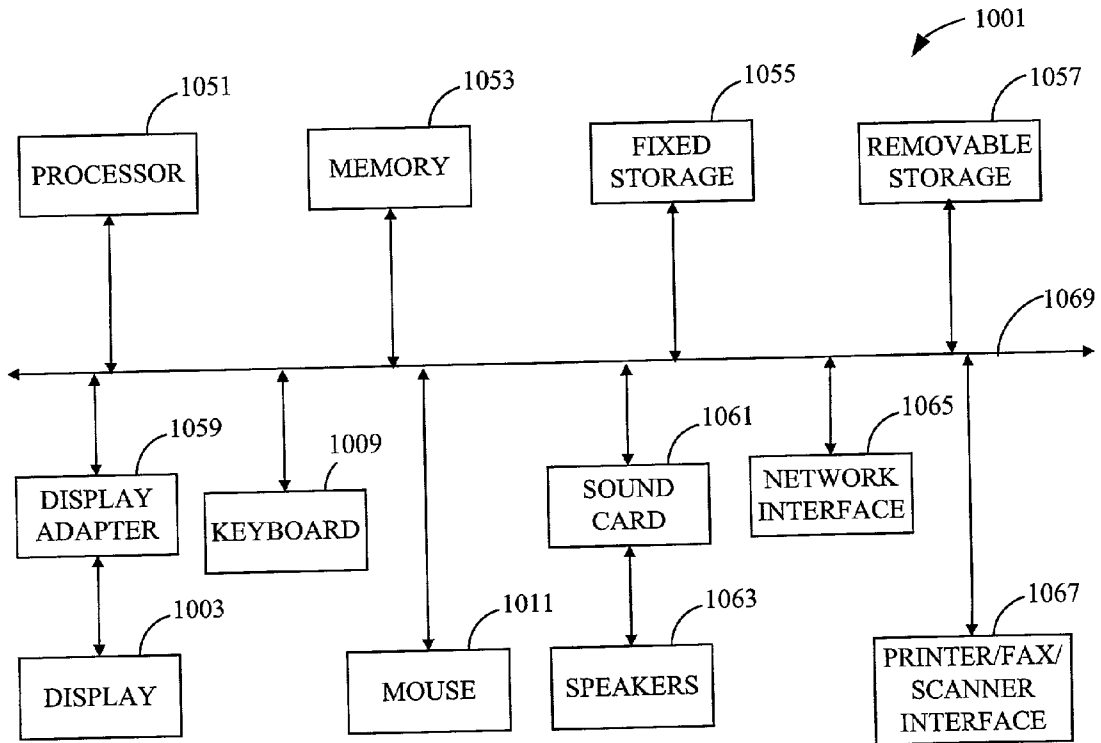 1001
1051
1053
1055
1057
PROCESSOR
MEMORY
FIXED
STORAGE
REMOVABLE
STORAGE
1069
1059
1009
1061
1065
DISPLAY
ADAPTER
KEYBOARD
SOUND
CARD
NETWORK
INTERFACE
1003
1011
1063
1067
DISPLAY
MOUSE
SPEAKERS
PRINTER/FAX/
SCANNER
INTERFACE